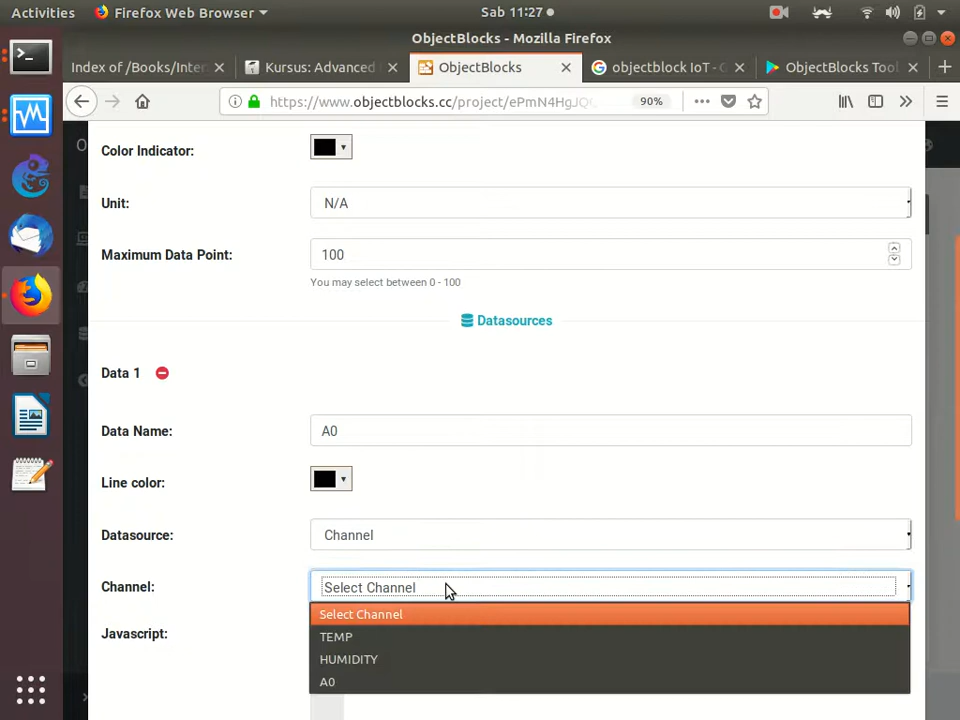 Activities
Firefox Web Browser
Sab 11:27
ObjectBlocks - Mozilla Firefox
Index of /Books/Inter
Kursus: Advanced
ObjectBlocks
objectblock IoT - G
ObjectBlocks Tool
https://www.objectblocks.cc/project/ePmN4HgJQC
90%
Color Indicator:
Unit:
N/A
Maximum Data Point:
100
You may select between 0 - 100
Datasources
Data 1
Data Name:
A0
Line color:
Datasource:
Channel
Channel:
Select Channel
Select Channel
TEMP
HUMIDITY
A0
Javascript: